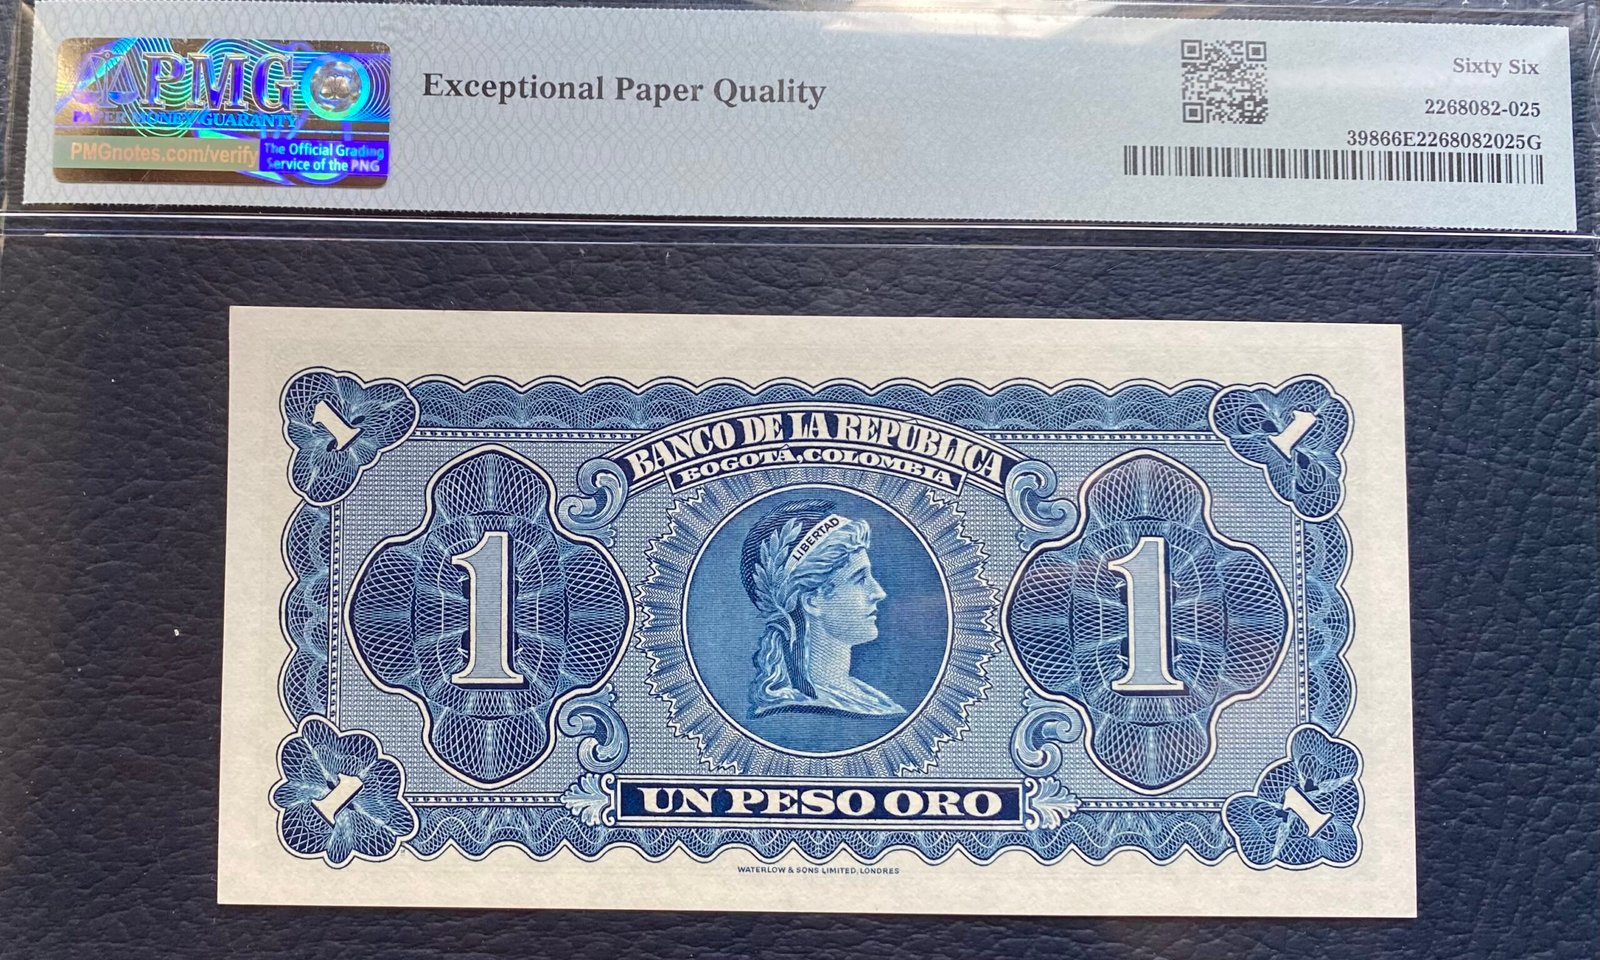 PMG
PAPER MONEY GUARANTY
PMGnotes.com/verify
The Official Grading
Service of the PNG
Exceptional Paper Quality
Sixty Six
2268082-025
39866E2268082025G
1
1
BANCO DE LA REPUBLICA
BOGOTÁ, COLOMBIA
LIBERTAD
1
1
1
1
UN PESO ORO
WATERLOW & SONS LIMITED, LONDRES